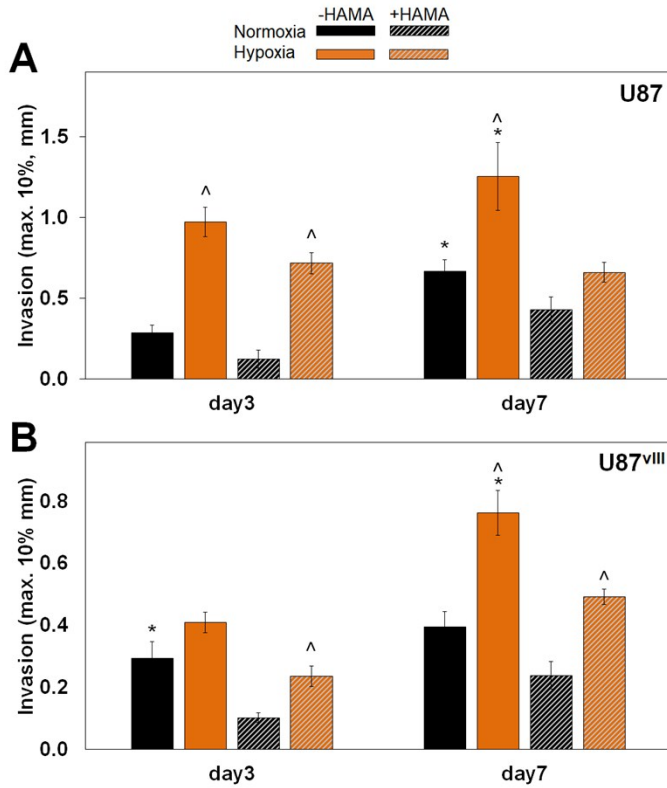 -HAMA +HAMA
Normoxia
Hypoxia
A
U87
Invasion (max. 10%, mm)
1.5
1.0
0.5
0.0
^
^
*
^
*
day3
day7
B
U87vIII
Invasion (max. 10% mm)
0.8
0.6
0.4
0.2
0.0
*
^
^
*
^
day3
day7